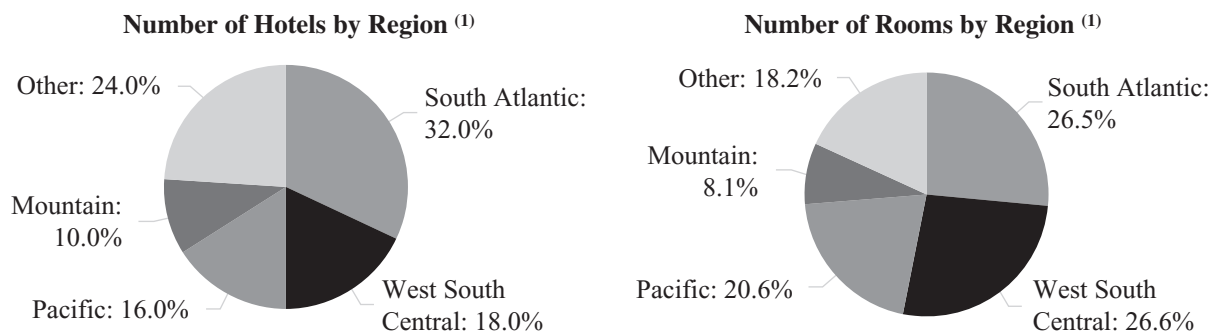 Number of Hotels by Region (1)
Other: 24.0%
South Atlantic:
32.0%
Mountain:
10.0%
Pacific: 16.0%
West South
Central: 18.0%
Number of Rooms by Region (1)
Other: 18.2%
South Atlantic:
26.5%
Mountain:
8.1%
Pacific: 20.6%
West South
Central: 26.6%